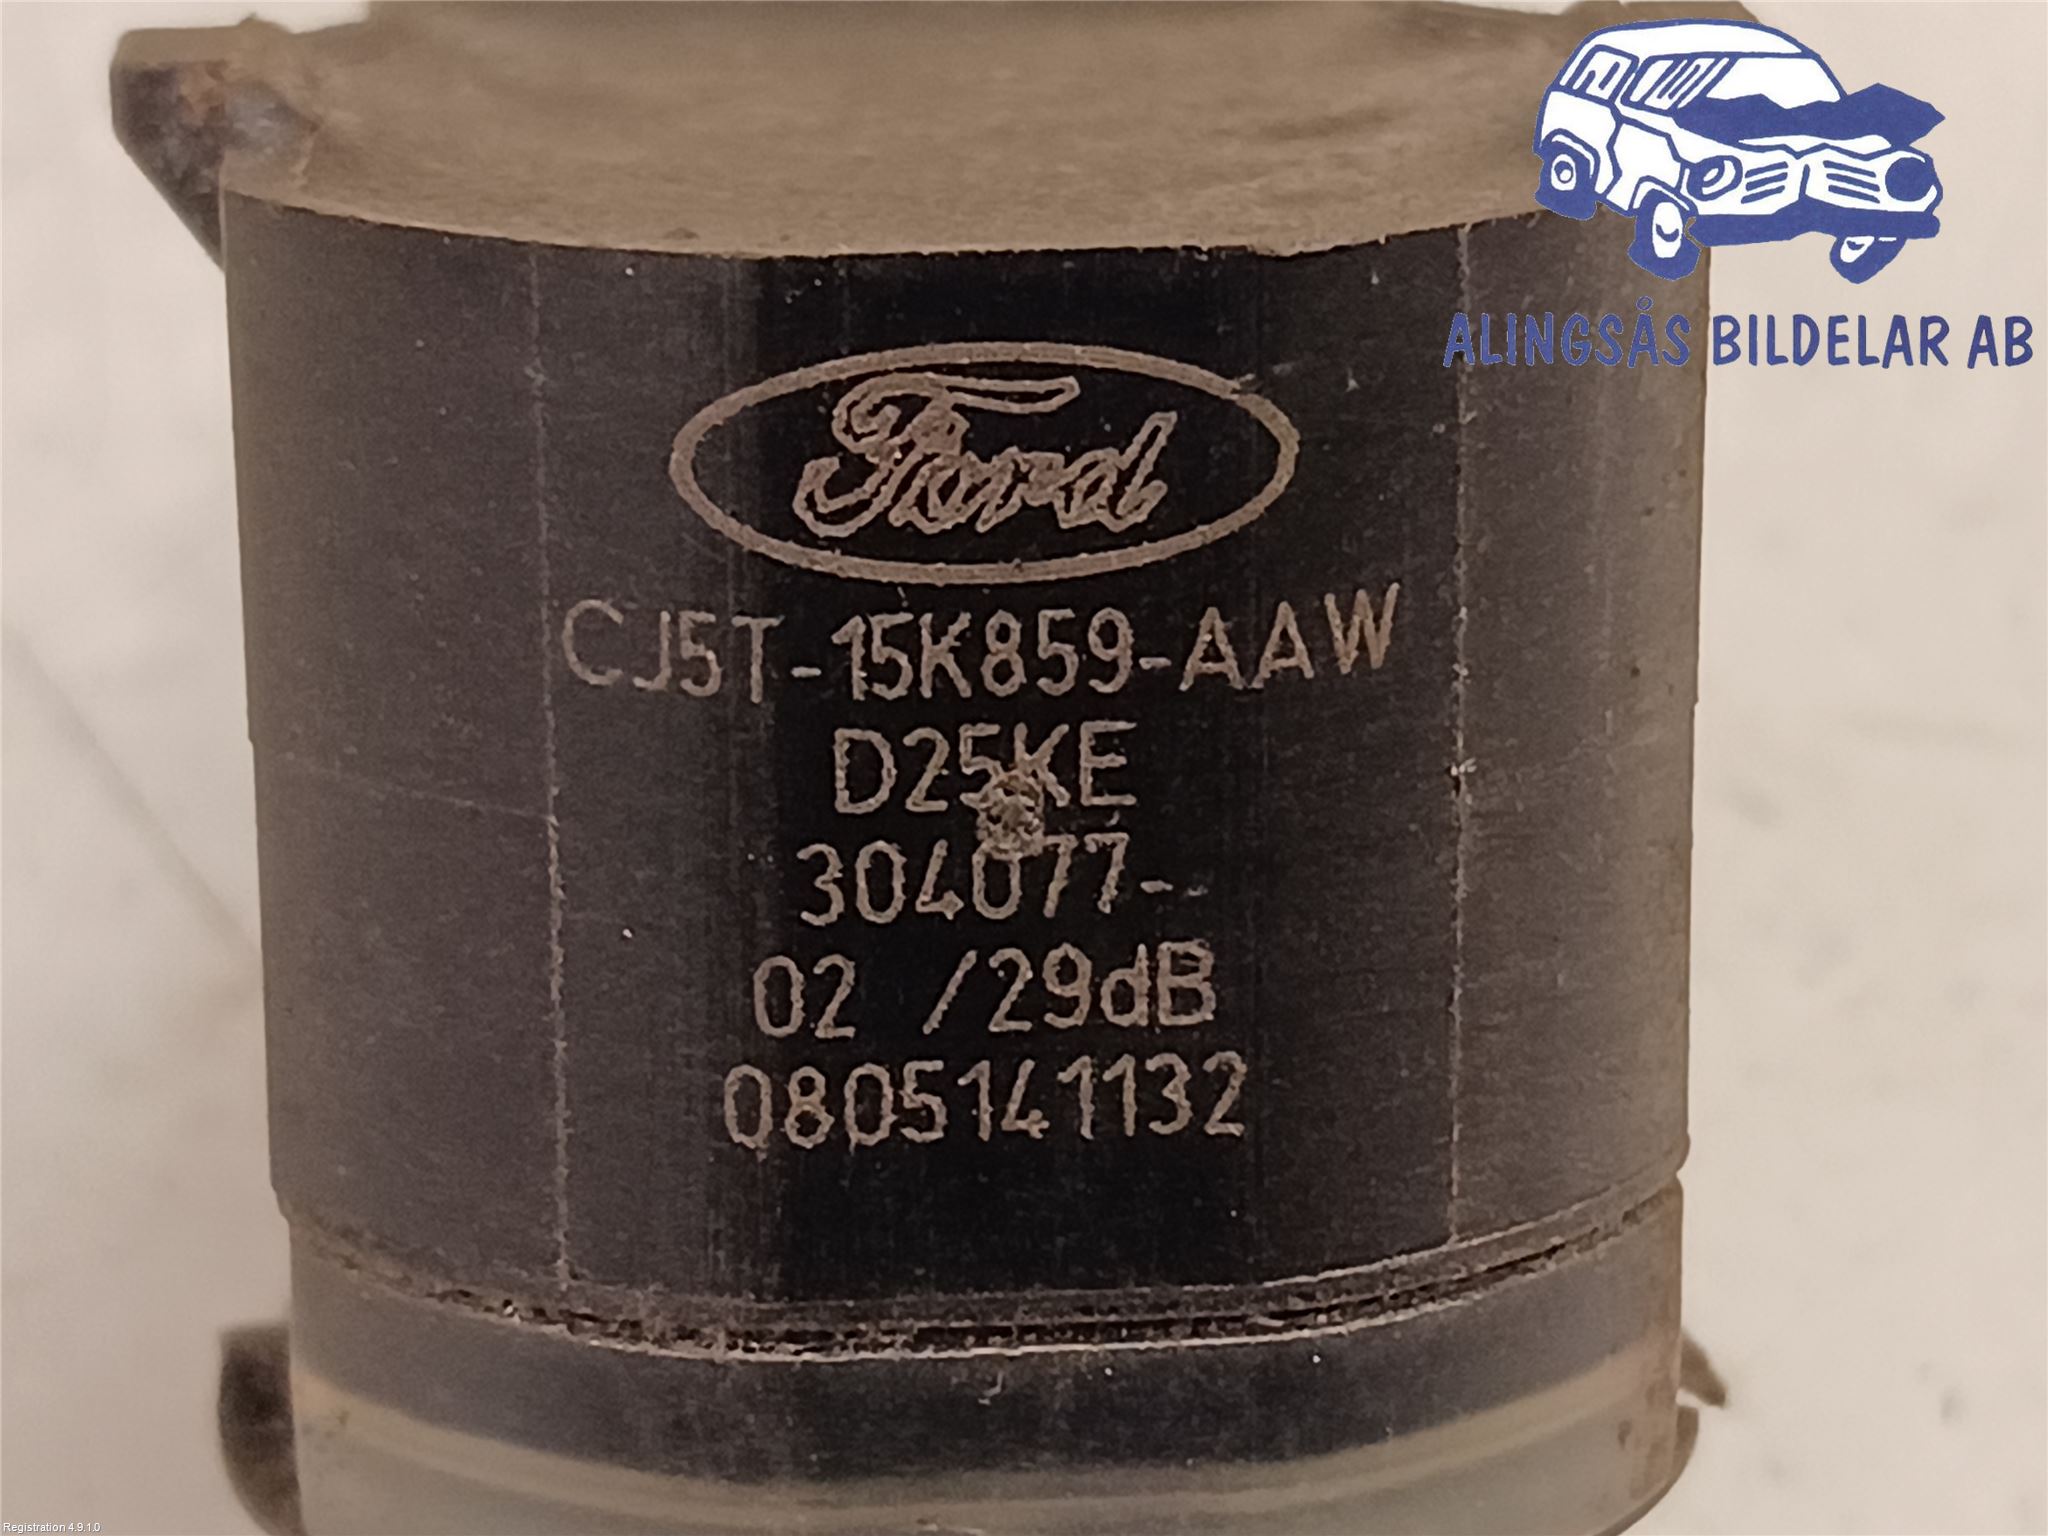 ALINGSÅS BILDELAR AB
Ford
CJ5T-15K859-AAW
D25KE
304077-
02 /29dB
0805141132
Registration 4.9.1.0